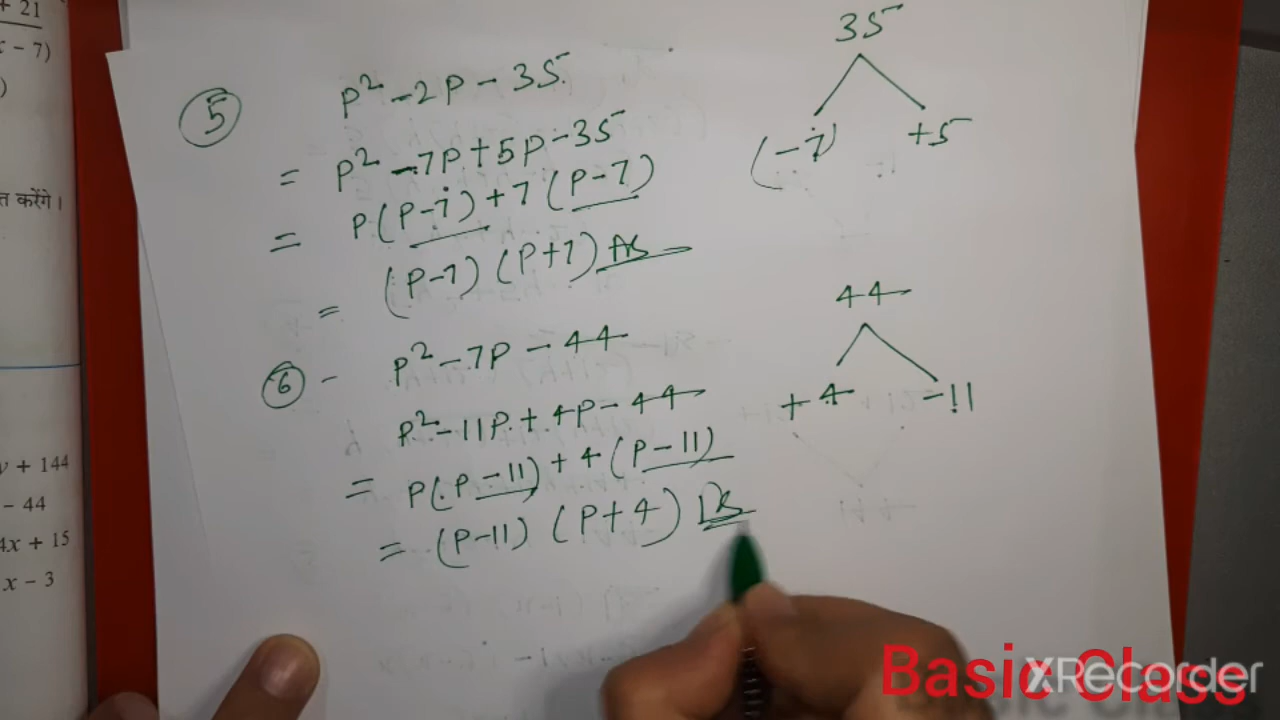 + 21
x − 7)
)
त करेंगे।
v + 144
− 44
4x + 15
x − 3
5
p² − 2p − 35
= p² − 7p + 5p − 35
= p(p−7) + 7(p−7)
= (p−7) (p+7) As
35
(−7) +5
6 -
p² − 7p − 44
p² − 11p + 4p − 44
= p(p − 11) + 4(p − 11)
= (p−11) (p+4)
44
+4 −11
Basic Class
XRecorder